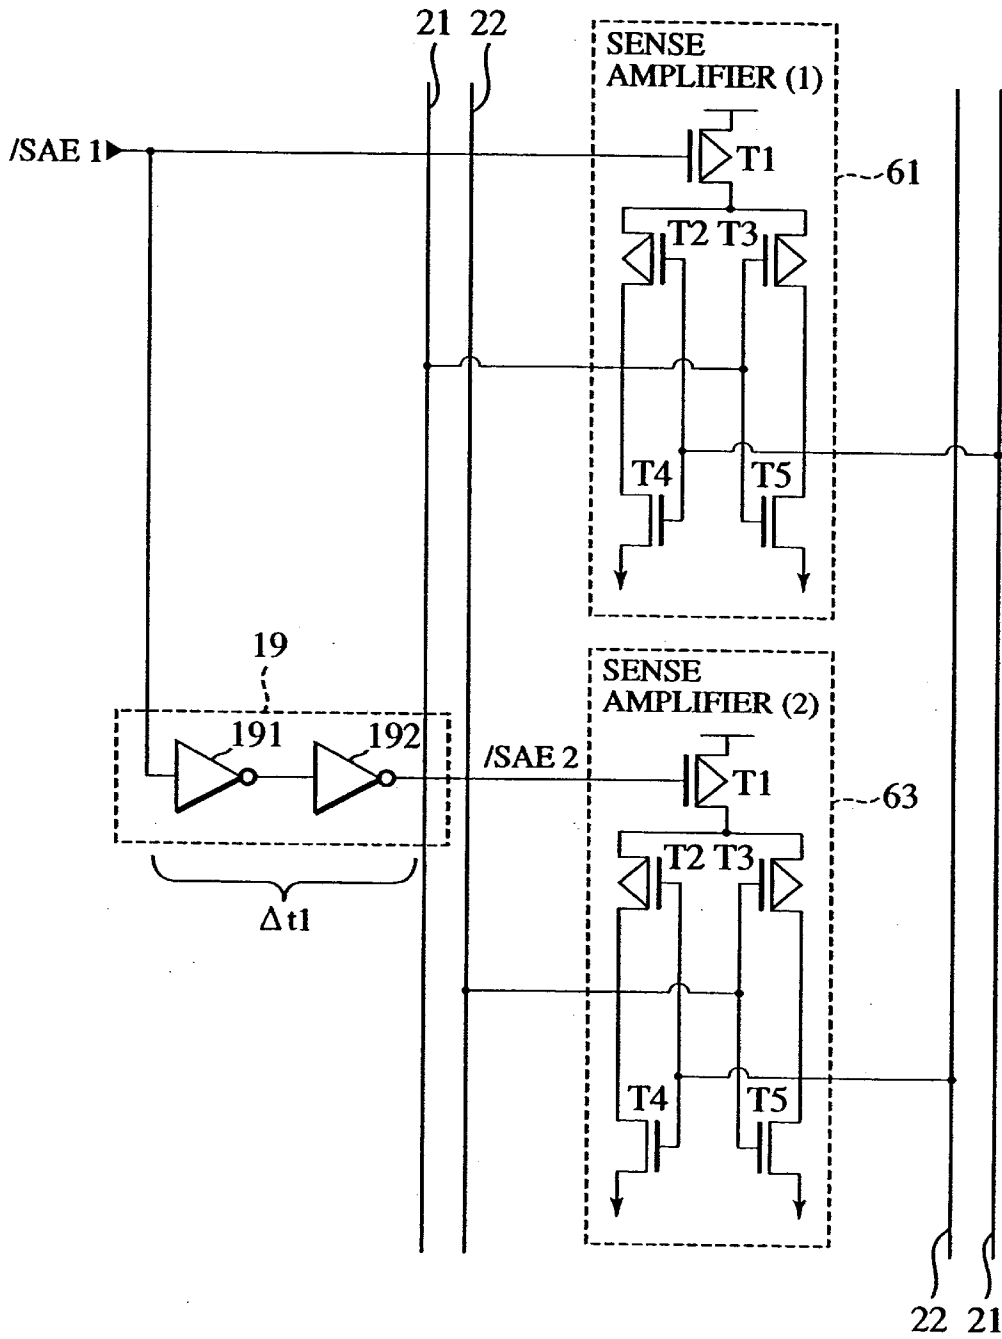 21 22
SENSE
AMPLIFIER (1)
/SAE 1
T1
61
T2 T3
T4 T5
19
191 192
Δt1
/SAE 2
SENSE
AMPLIFIER (2)
T1
63
T2 T3
T4 T5
22 21